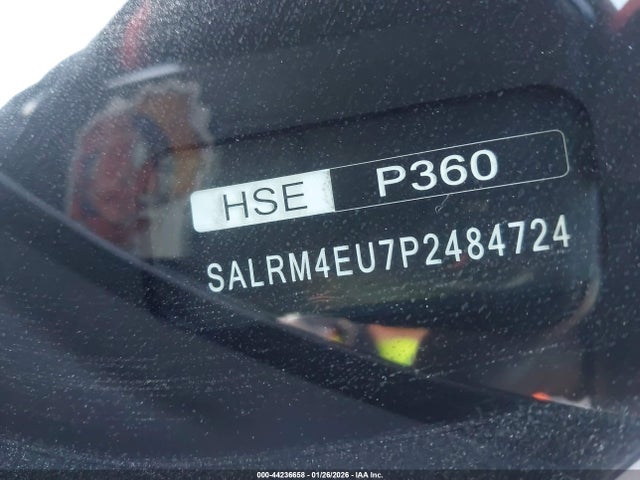 HSE P360
SALRM4EU7P2484724
000-44236658 - 01/26/2026 - IAA Inc.